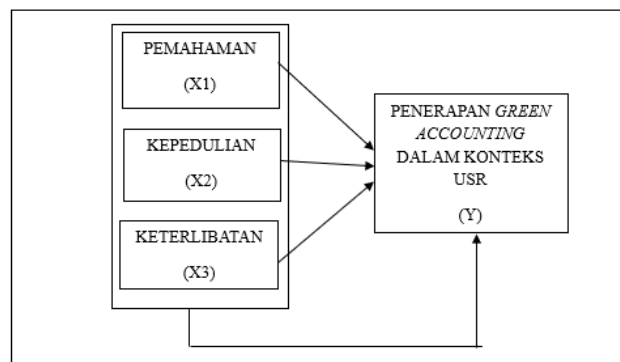 PEMAHAMAN
(X1)
KEPEDULIAN
(X2)
KETERLIBATAN
(X3)
PENERAPAN GREEN
ACCOUNTING
DALAM KONTEKS
USR
(Y)